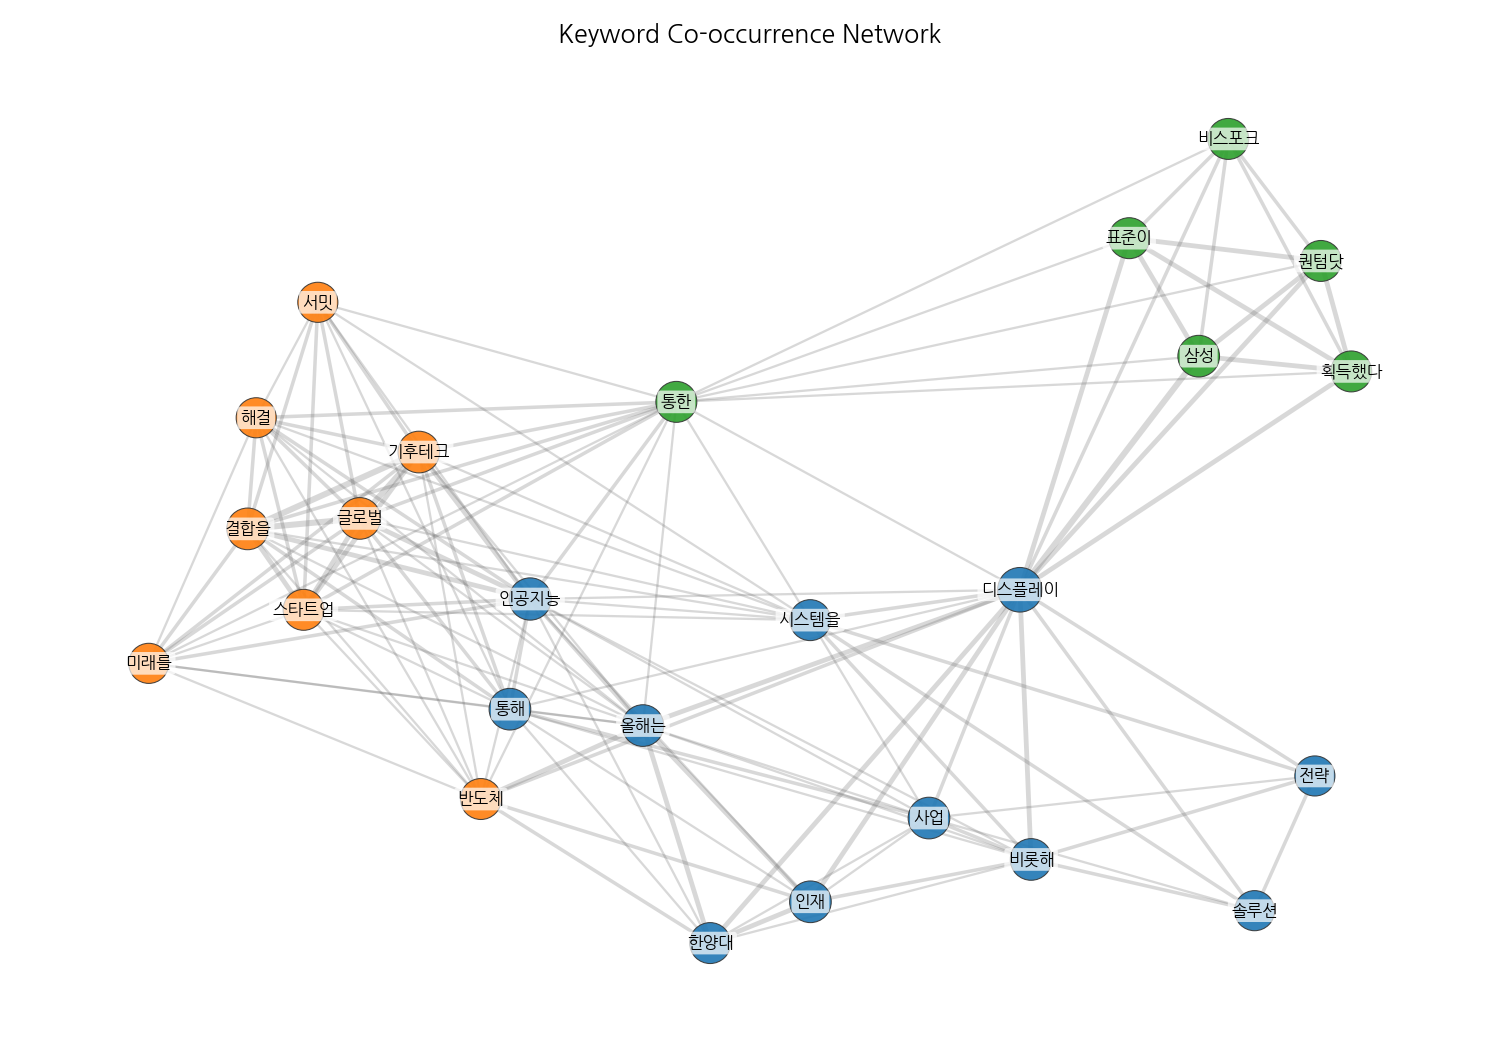 Keyword Co-occurrence Network
비스포크
표준이
퀀텀닷
서밋
삼성
획득했다
통한
해결
기후테크
글로벌
결합을
디스플레이
인공지능
스타트업
시스템을
미래를
통해
올해는
전략
반도체
사업
비롯해
인재
솔루션
한양대